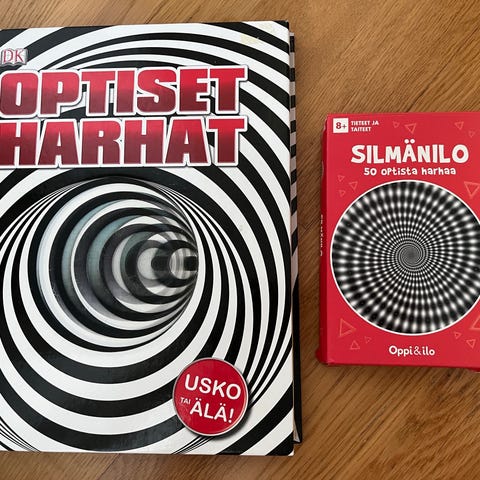 DK
OPTISET
HARHAT
USKO
TAI ÄLÄ!
8+ TIETEET JA
TAITEET
SILMÄNILO
50 optista harhaa
Oppi&ilo